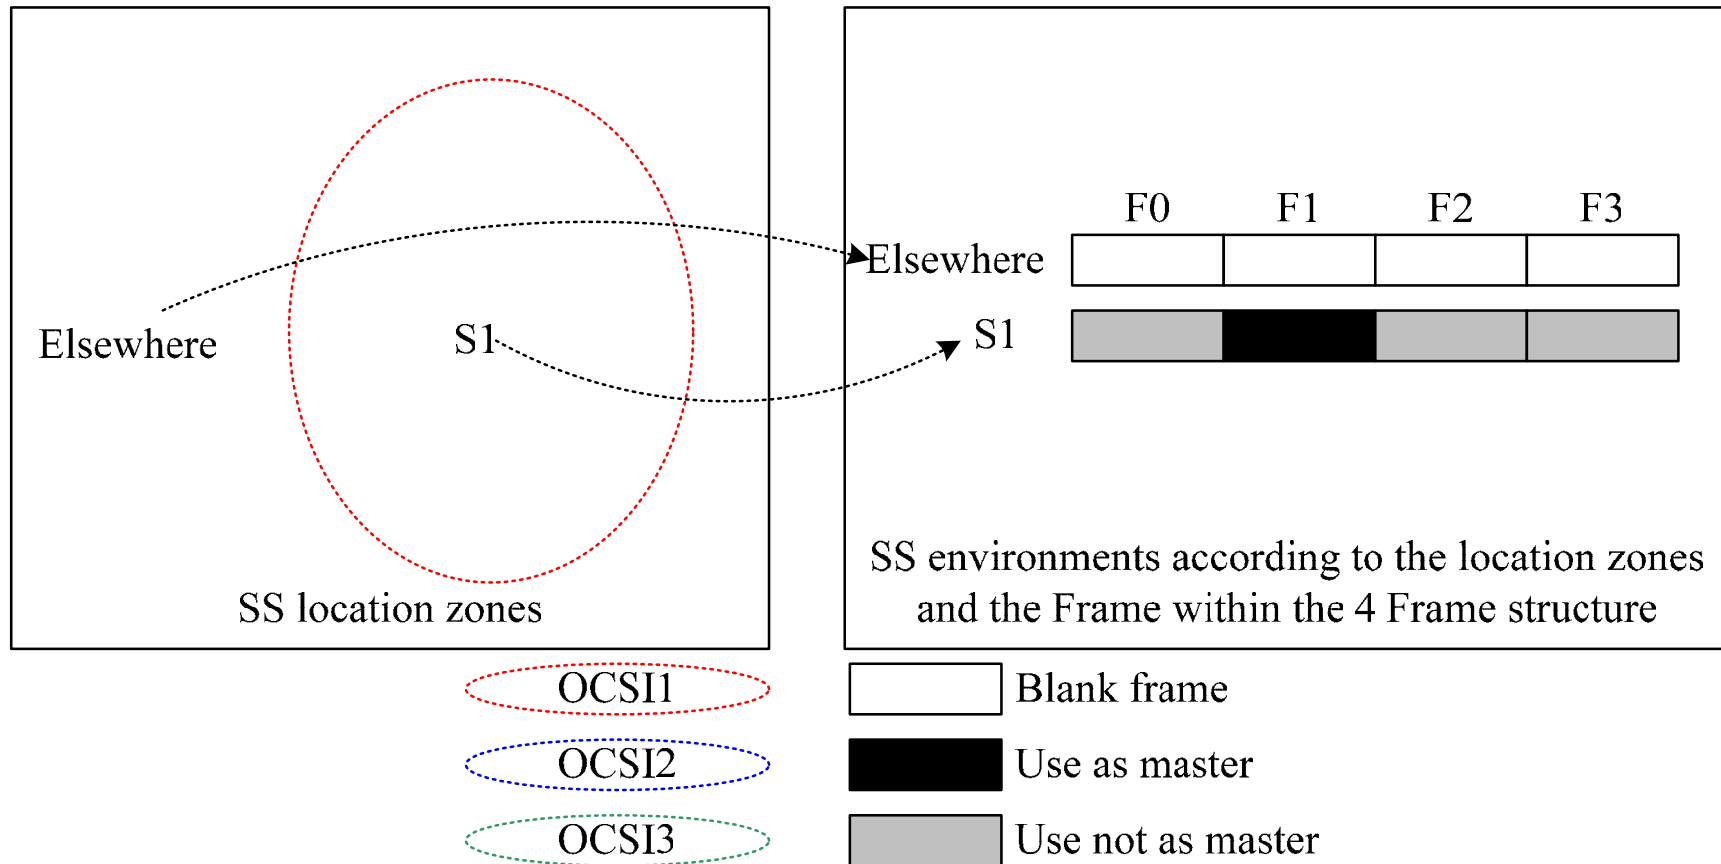 F0 F1 F2 F3
Elsewhere
S1
Elsewhere
S1
SS location zones
SS environments according to the location zones
and the Frame within the 4 Frame structure
OCSI1
Blank frame
OCSI2
Use as master
OCSI3
Use not as master